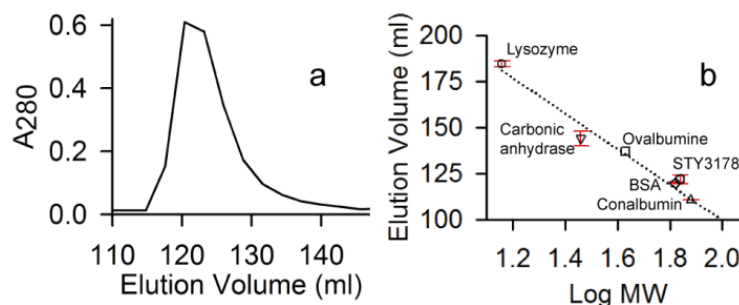 a
A280
0.6
0.4
0.2
0.0
110 120 130 140
Elution Volume (ml)
b
Elution Volume (ml)
200
175
150
125
100
Lysozyme
Carbonic
anhydrase
Ovalbumine
STY3178
BSA
Conalbumin
1.2 1.4 1.6 1.8 2.0
Log MW